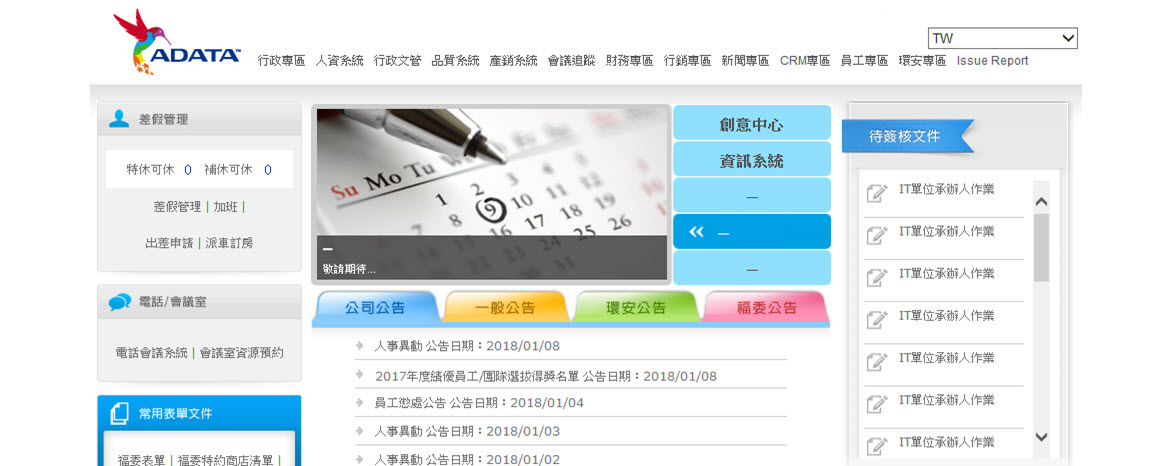 ADATA™
TW
行政專區 人資系統 行政文管 品質系統 產銷系統 會議追蹤 財務專區 行銷專區 新聞專區 CRM專區 員工專區 環安專區 Issue Report
差假管理
特休可休 0 補休可休 0
差假管理 | 加班 |
出差申請 | 派車訂房
電話/會議室
電話會議系統 | 會議室資源預約
常用表單文件
福委表單 | 福委特約商店清單 |
Su Mo Tu We
1 2 3 4
7 8 9 10 11 12 13
16 17 18 19
23 24 25 26
—
敬請期待...
創意中心
資訊系統
—
—
—
公司公告 一般公告 環安公告 福委公告
人事異動 公告日期：2018/01/08
2017年度績優員工/團隊選拔得獎名單 公告日期：2018/01/08
員工懲處公告 公告日期：2018/01/04
人事異動 公告日期：2018/01/03
人事異動 公告日期：2018/01/02
待簽核文件
IT單位承辦人作業
IT單位承辦人作業
IT單位承辦人作業
IT單位承辦人作業
IT單位承辦人作業
IT單位承辦人作業
IT單位承辦人作業